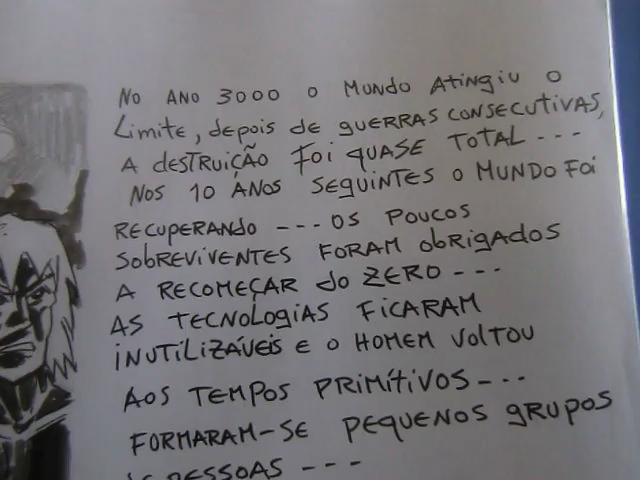 NO ANO 3000 O MUNDO ATINGIU O
LIMITE, DEPOIS DE GUERRAS CONSECUTIVAS,
A DESTRUIÇÃO FOI QUASE TOTAL ---
NOS 10 ANOS SEGUINTES O MUNDO FOI
RECUPERANDO --- OS POUCOS
SOBREVIVENTES FORAM OBRIGADOS
A RECOMEÇAR DO ZERO ---
AS TECNOLOGIAS FICARAM
INUTILIZÁVEIS E O HOMEM VOLTOU
AOS TEMPOS PRIMÍTIVOS ---
FORMARAM-SE PEQUENOS GRUPOS
DE PESSOAS ---